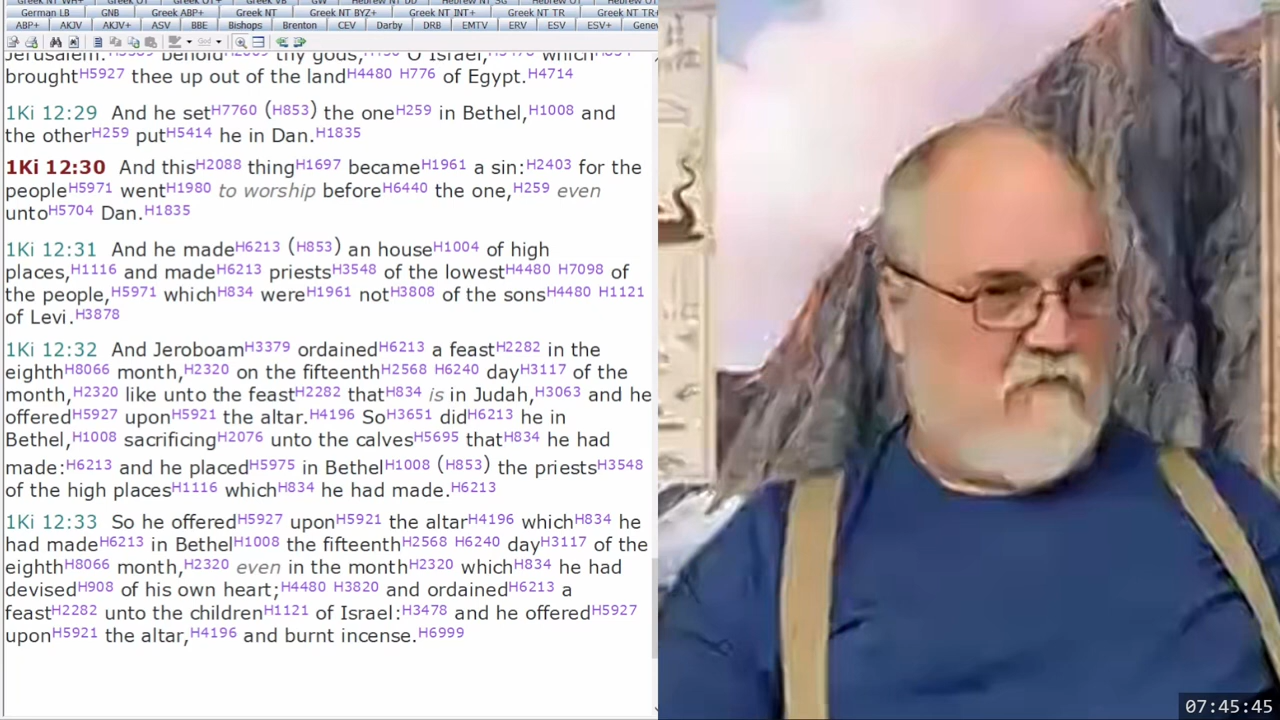 German LB GNB Greek ABP+ Greek NT Greek NT BYZ+ Greek NT INT+ Greek NT TR Greek NT TR
ABP+ AKJV AKJV+ ASV BBE Bishops Brenton CEV Darby DRB EMTV ERV ESV ESV+
Jerusalem: behold thy gods, O Israel, which
brought H5927 thee up out of the land H4480 H776 of Egypt. H4714
1Ki 12:29 And he set H7760 (H853) the one H259 in Bethel, H1008 and
the other H259 put H5414 he in Dan. H1835
1Ki 12:30 And this H2088 thing H1697 became H1961 a sin: H2403 for the
people H5971 went H1980 to worship before H6440 the one, H259 even
unto H5704 Dan. H1835
1Ki 12:31 And he made H6213 (H853) an house H1004 of high
places, H1116 and made H6213 priests H3548 of the lowest H4480 H7098 of
the people, H5971 which H834 were H1961 not H3808 of the sons H4480 H1121
of Levi. H3878
1Ki 12:32 And Jeroboam H3379 ordained H6213 a feast H2282 in the
eighth H8066 month, H2320 on the fifteenth H2568 H6240 day H3117 of the
month, H2320 like unto the feast H2282 that H834 is in Judah, H3063 and he
offered H5927 upon H5921 the altar. H4196 So H3651 did H6213 he in
Bethel, H1008 sacrificing H2076 unto the calves H5695 that H834 he had
made: H6213 and he placed H5975 in Bethel H1008 (H853) the priests H3548
of the high places H1116 which H834 he had made. H6213
1Ki 12:33 So he offered H5927 upon H5921 the altar H4196 which H834 he
had made H6213 in Bethel H1008 the fifteenth H2568 H6240 day H3117 of the
eighth H8066 month, H2320 even in the month H2320 which H834 he had
devised H908 of his own heart; H4480 H3820 and ordained H6213 a
feast H2282 unto the children H1121 of Israel: H3478 and he offered H5927
upon H5921 the altar, H4196 and burnt incense. H6999
07:45:45